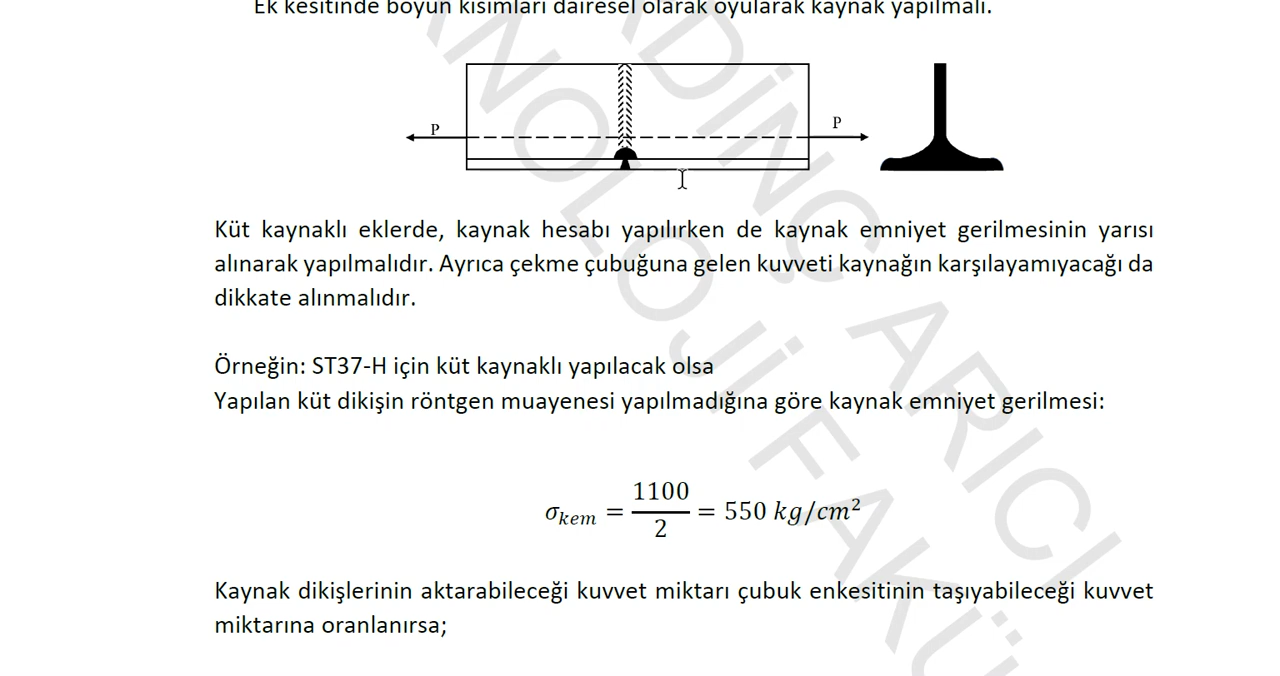 Ek kesitinde boyun kısımları dairesel olarak oyularak kaynak yapılmalı.
P
P
Küt kaynaklı eklerde, kaynak hesabı yapılırken de kaynak emniyet gerilmesinin yarısı
alınarak yapılmalıdır. Ayrıca çekme çubuğuna gelen kuvveti kaynağın karşılayamıyacağı da
dikkate alınmalıdır.
Örneğin: ST37-H için küt kaynaklı yapılacak olsa
Yapılan küt dikişin röntgen muayenesi yapılmadığına göre kaynak emniyet gerilmesi:
σkem = 1100/2 = 550 kg/cm²
Kaynak dikişlerinin aktarabileceği kuvvet miktarı çubuk enkesitinin taşıyabileceği kuvvet
miktarına oranlanırsa;
ARICI